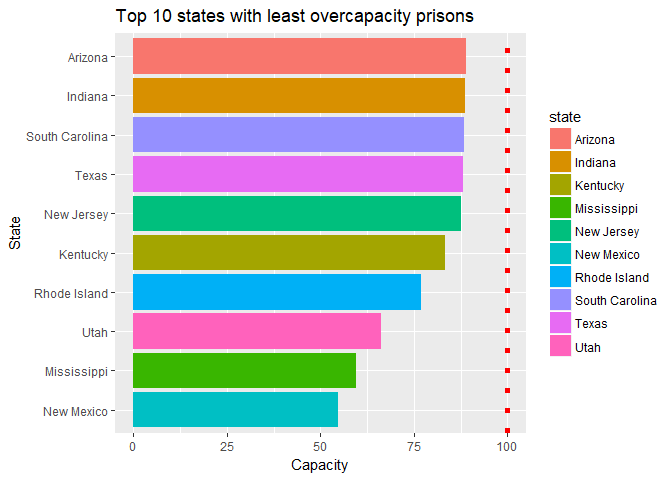 Top 10 states with least overcapacity prisons
State
Arizona
Indiana
South Carolina
Texas
New Jersey
Kentucky
Rhode Island
Utah
Mississippi
New Mexico
0 25 50 75 100
Capacity
state
Arizona
Indiana
Kentucky
Mississippi
New Jersey
New Mexico
Rhode Island
South Carolina
Texas
Utah